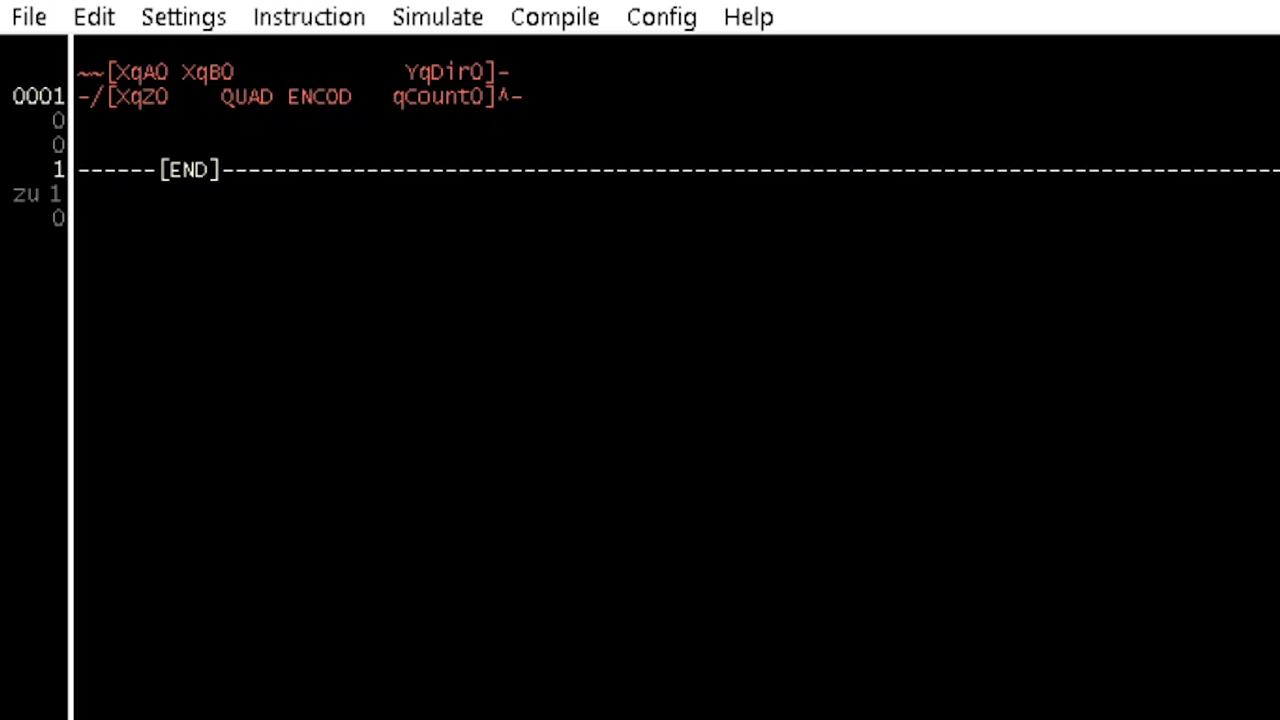 File Edit Settings Instruction Simulate Compile Config Help
~~[XqA0 XqB0 YqDir0]-
0001 -/[XqZ0 QUAD ENCOD qCount0]^-
0
0
1 ------[END]----------------------------------------------------------------------------------
zu 1
0